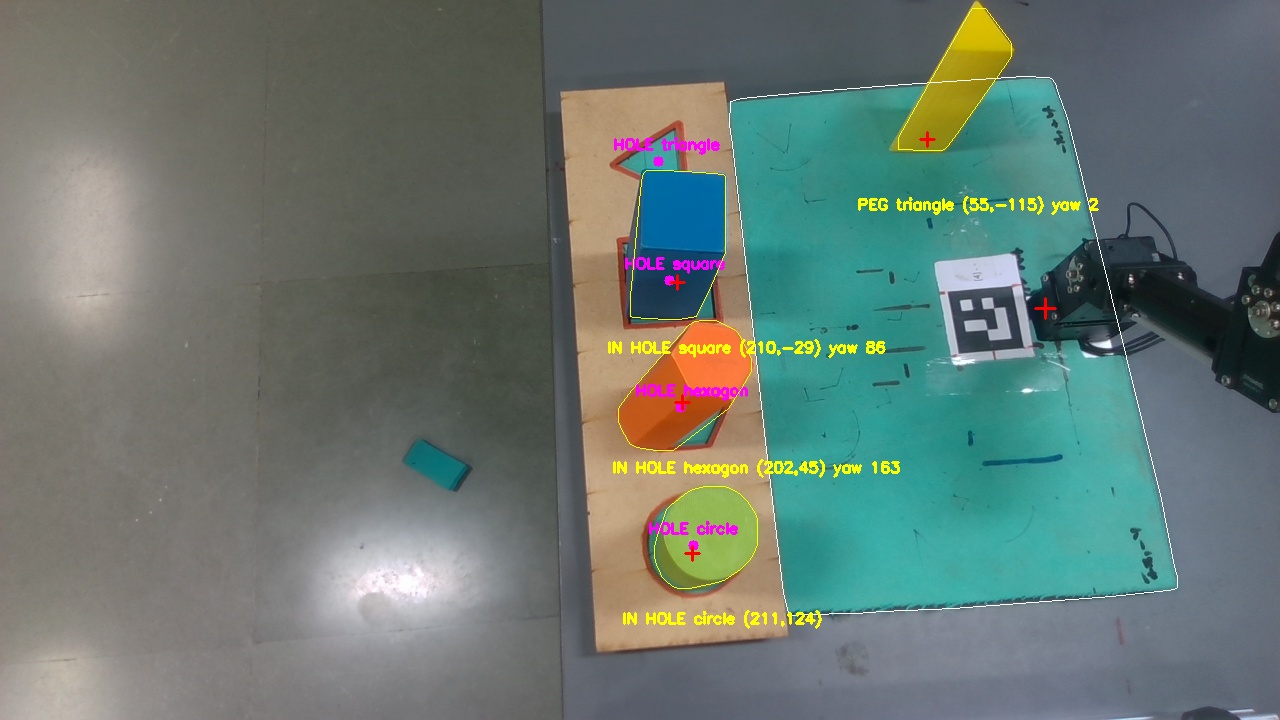 HOLE triangle
PEG triangle (55,-115) yaw 2
HOLE square
IN HOLE square (210,-29) yaw 86
HOLE hexagon
IN HOLE hexagon (202,45) yaw 163
HOLE circle
IN HOLE circle (211,124)